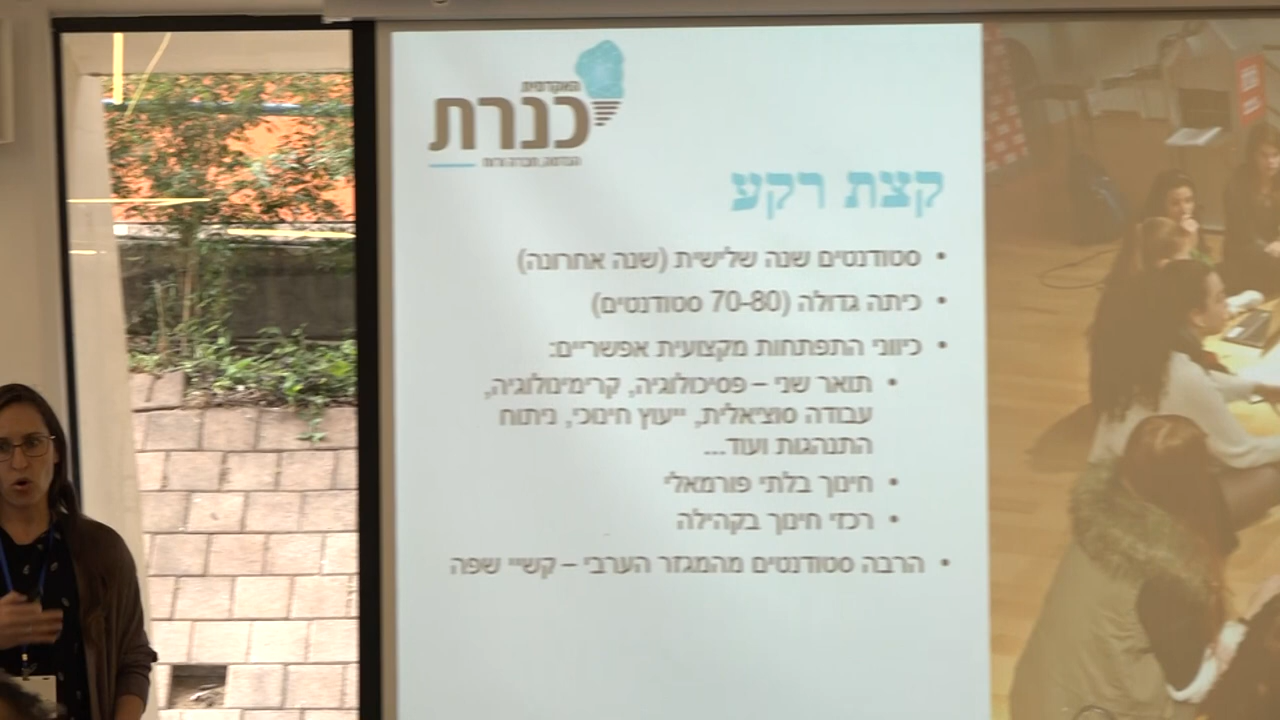 האקדמית
כנרת
קצת רקע
• סטודנטים שנה שלישית (שנה אחרונה)
• כיתה גדולה (70-80 סטודנטים)
• כיווני התפתחות מקצועית אפשריים:
• תואר שני – פסיכולוגיה, קרימינולוגיה,
עבודה סוציאלית, ייעוץ חינוכי, ניתוח
התנהגות ועוד...
• חינוך בלתי פורמאלי
• רכזי חינוך בקהילה
• הרבה סטודנטים מהמגזר הערבי – קשיי שפה